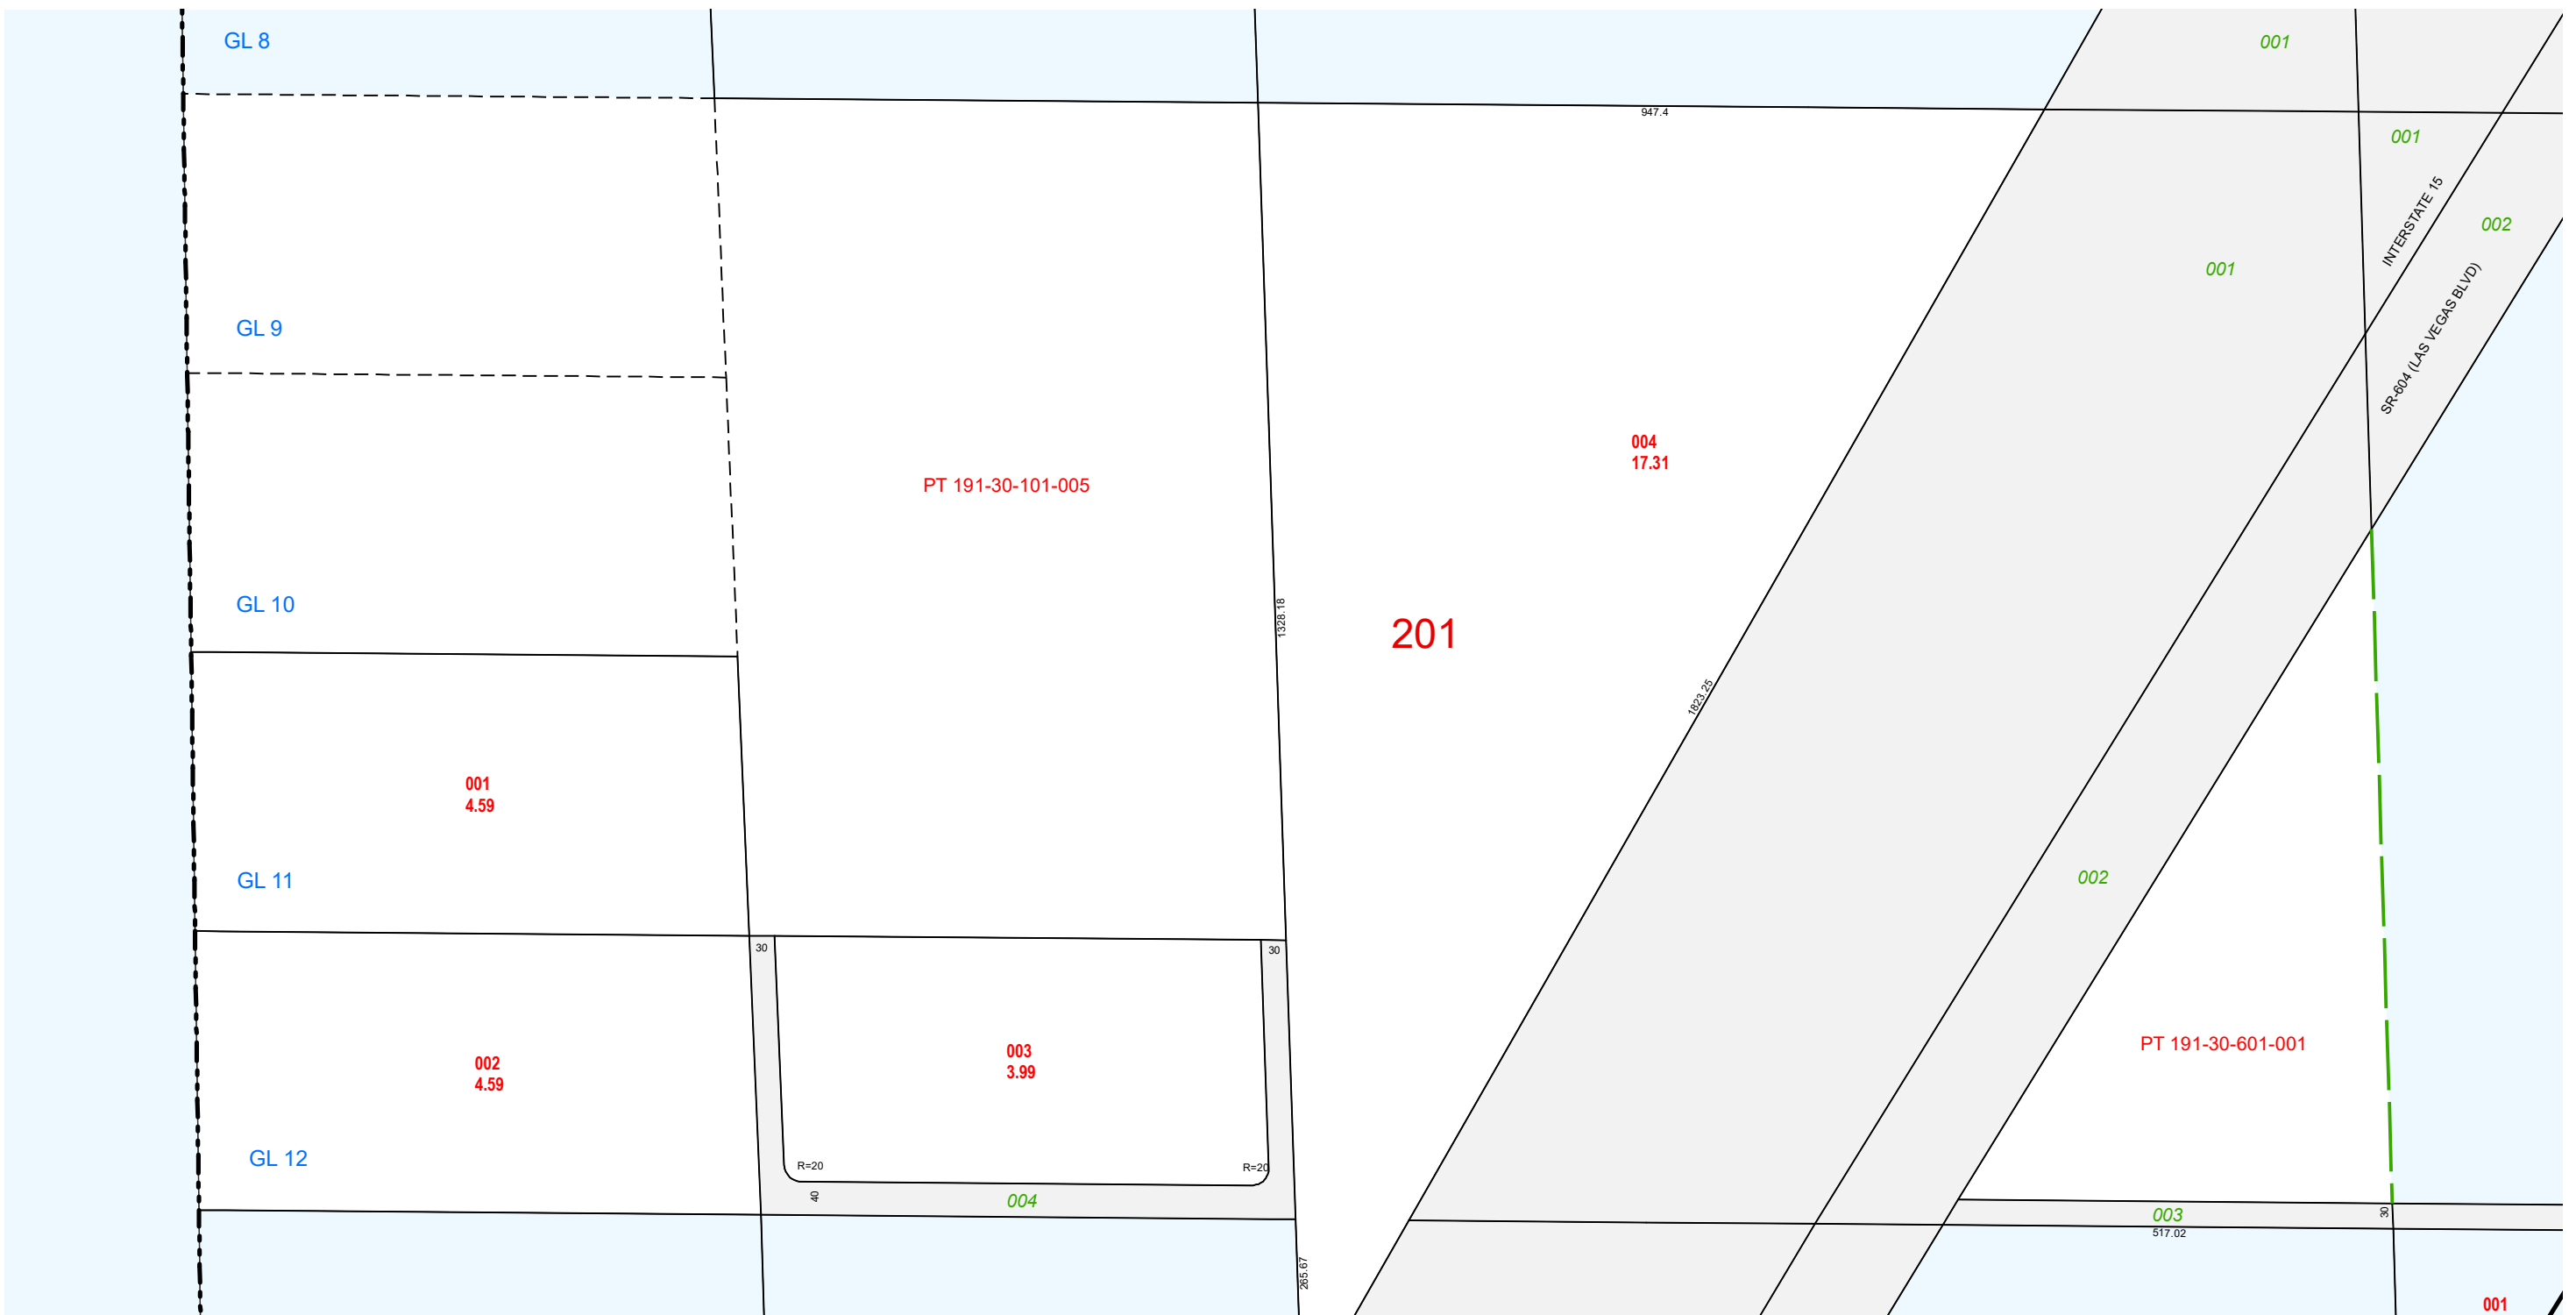 GL 8
001
947.4
001
INTERSTATE 15
002
001
GL 9
SR-604 (LAS VEGAS BLVD)
004
17.31
PT 191-30-101-005
GL 10
1328.18
201
1823.25
001
4.59
GL 11
002
30
30
003
3.99
PT 191-30-601-001
002
4.59
GL 12
R=20
R=20
40
004
003
30
517.02
265.67
001